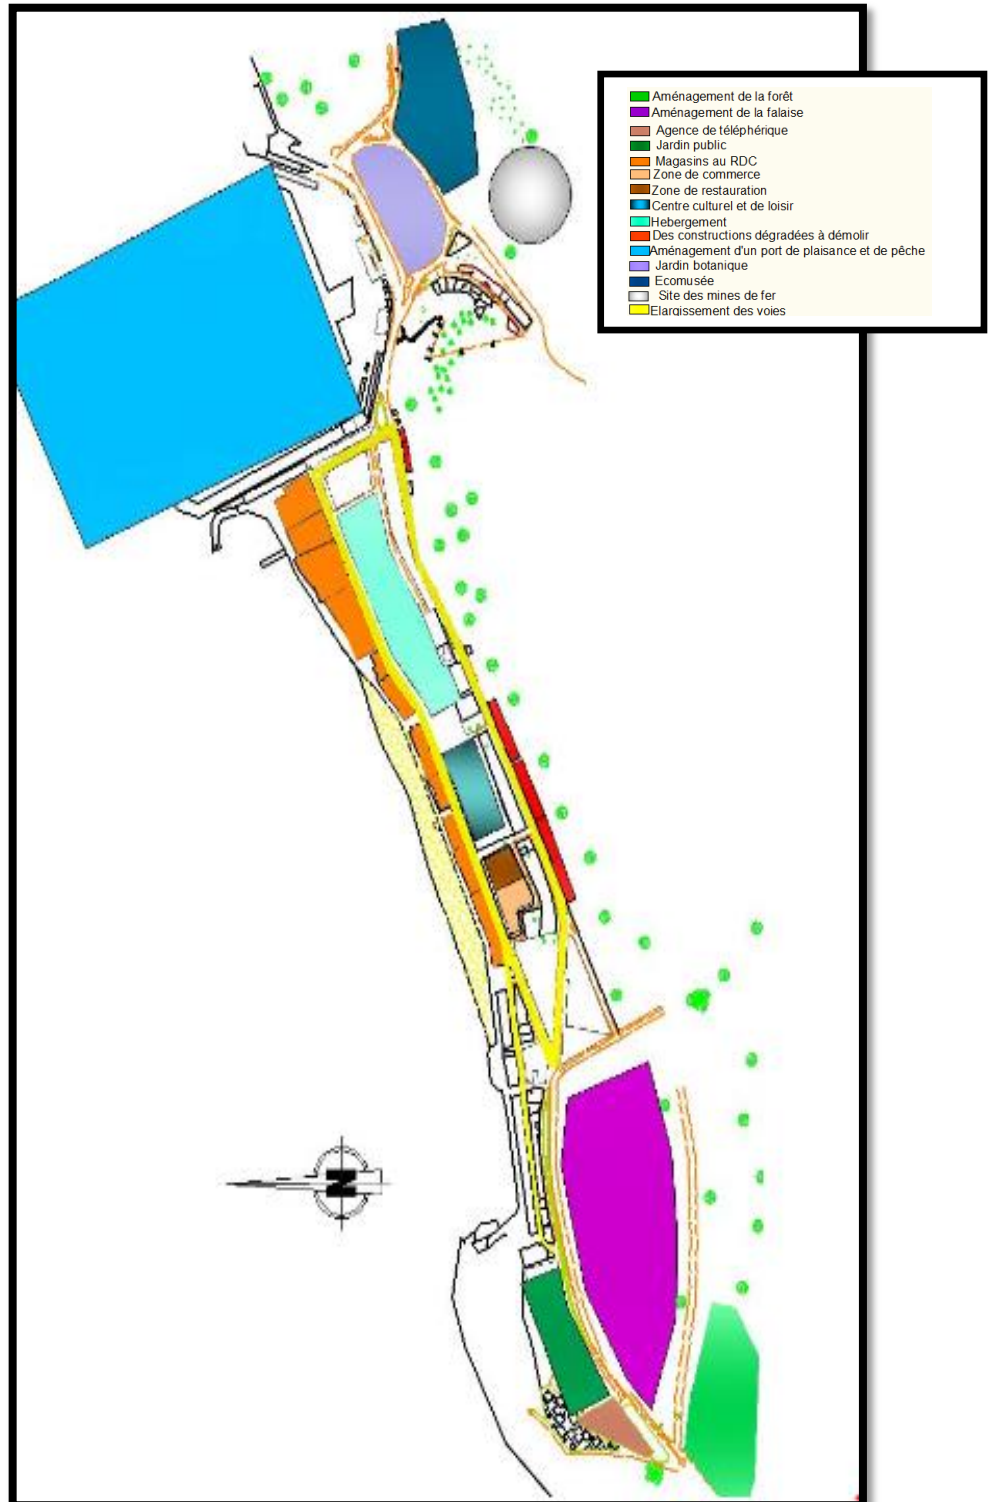 Aménagement de la forêt
Aménagement de la falaise
Agence de téléphérique
Jardin public
Magasins au RDC
Zone de commerce
Zone de restauration
Centre culturel et de loisir
Hebergement
Des constructions dégradées à démolir
Aménagement d'un port de plaisance et de pêche
Jardin botanique
Ecomusée
Site des mines de fer
Elargissement des voies
N